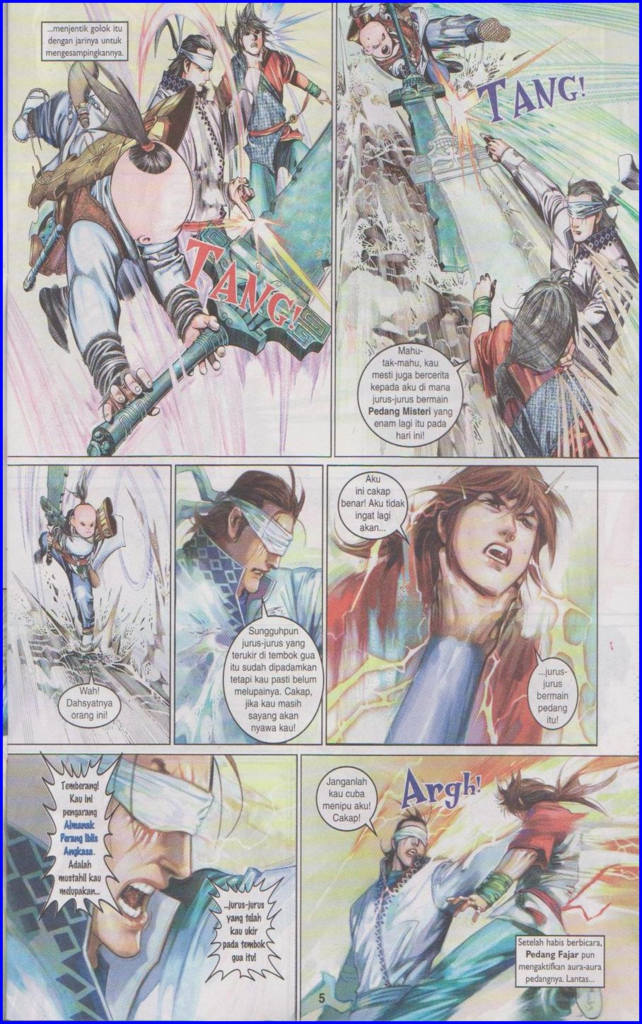 ...menjentik golok itu
dengan jarinya untuk
mengesampingkannya.
TANG!
TANG!
Mahu-
tak-mahu, kau
mesti juga bercerita
kepada aku di mana
jurus-jurus bermain
Pedang Misteri yang
enam lagi itu pada
hari ini!
Wah!
Dahsyatnya
orang ini!
Sungguhpun
jurus-jurus yang
terukir di tembok gua
itu sudah dipadamkan
tetapi kau pasti belum
melupainya. Cakap,
jika kau masih
sayang akan
nyawa kau!
Aku
ini cakap
benar! Aku tidak
ingat lagi
akan...
...jurus-
jurus
bermain
pedang
itu!
Temberang!
Kau ini
pengarang
Almanak
Perang Iblis
Angkasa.
Adalah
mustahil kau
melupakan...
...jurus-jurus
yang telah
kau ukir
pada tembok
gua itu!
Janganlah
kau cuba
menipu aku!
Cakap!
Argh!
Setelah habis berbicara,
Pedang Fajar pun
mengaktifkan aura-aura
pedangnya. Lantas...
5